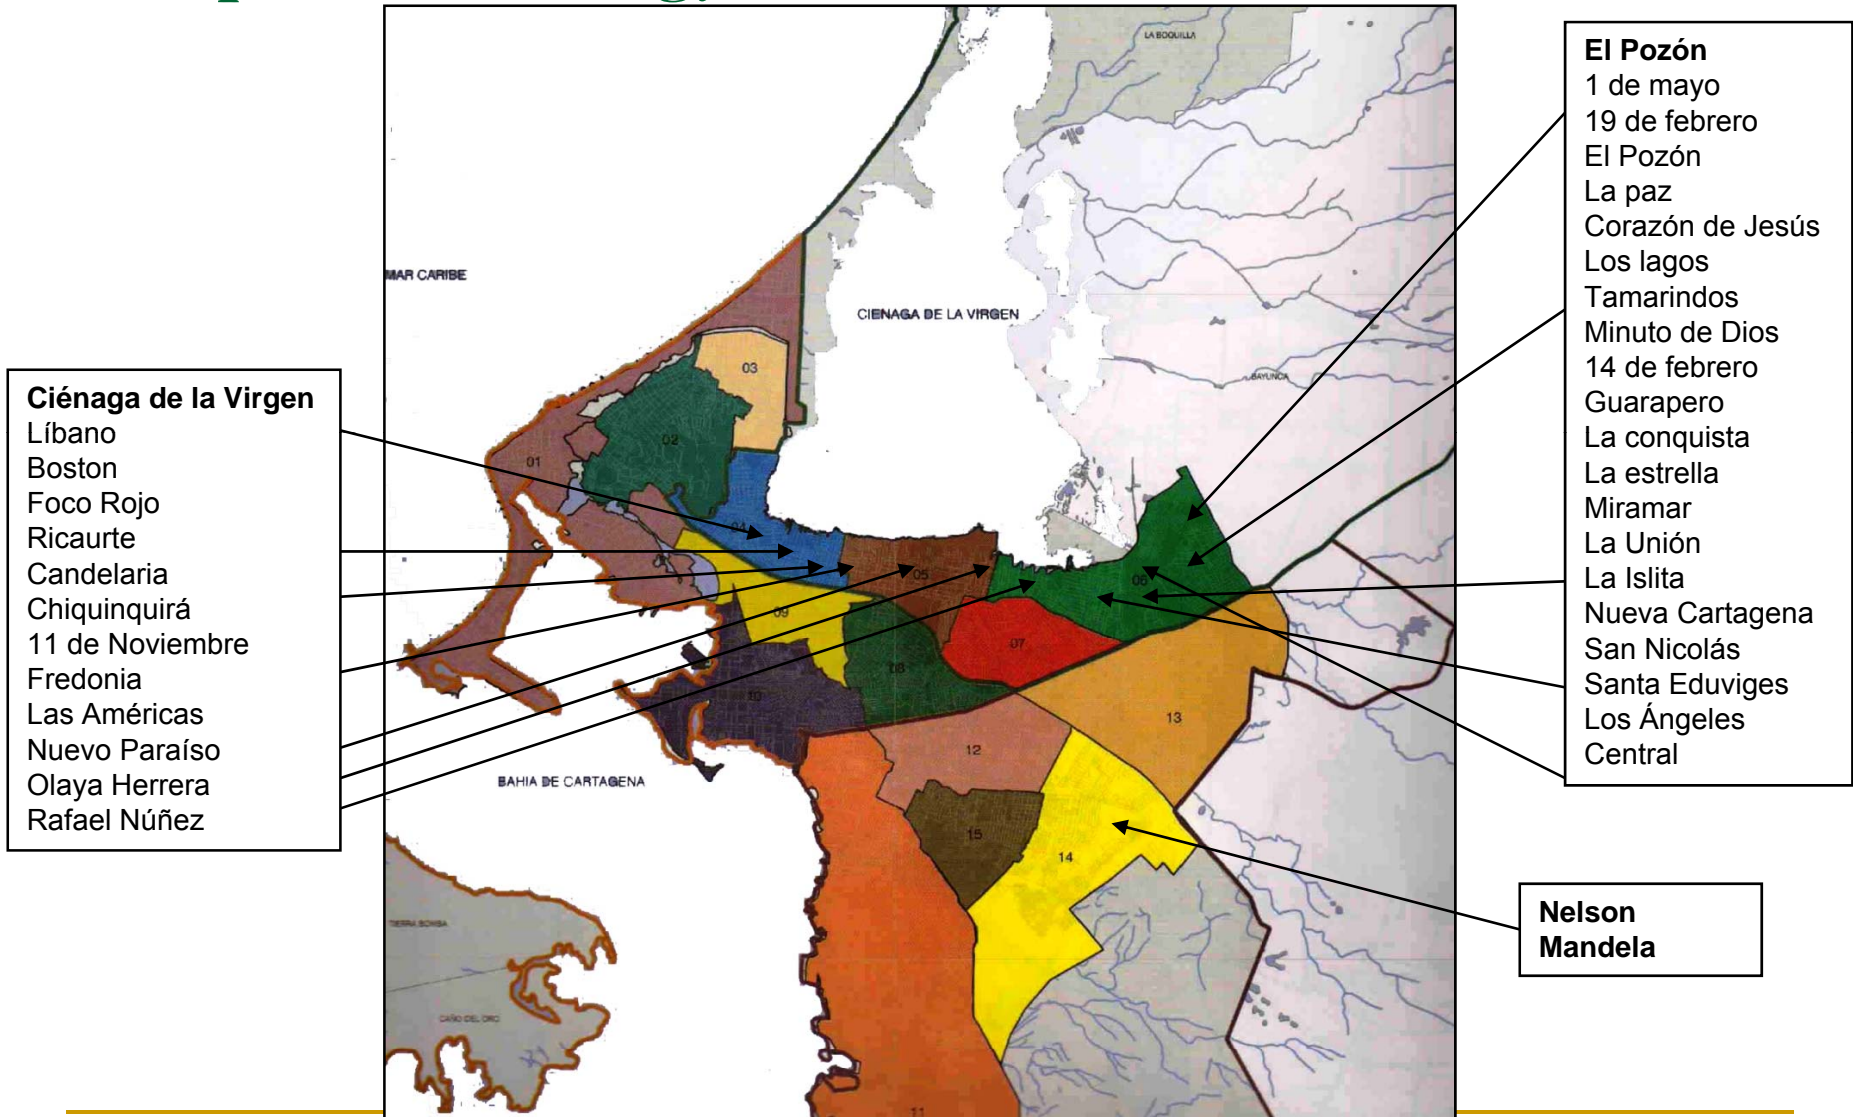 Ciénaga de la Virgen
Líbano
Boston
Foco Rojo
Ricaurte
Candelaria
Chiquinquirá
11 de Noviembre
Fredonia
Las Américas
Nuevo Paraíso
Olaya Herrera
Rafael Núñez
LA BOQUILLA
MAR CARIBE
CIENAGA DE LA VIRGEN
BAYUNCA
03
02
01
04
05
06
09
07
08
10
13
12
BAHIA DE CARTAGENA
15
14
TIERRA BOMBA
CAÑO DEL ORO
11
El Pozón
1 de mayo
19 de febrero
El Pozón
La paz
Corazón de Jesús
Los lagos
Tamarindos
Minuto de Dios
14 de febrero
Guarapero
La conquista
La estrella
Miramar
La Unión
La Islita
Nueva Cartagena
San Nicolás
Santa Eduviges
Los Ángeles
Central
Nelson
Mandela